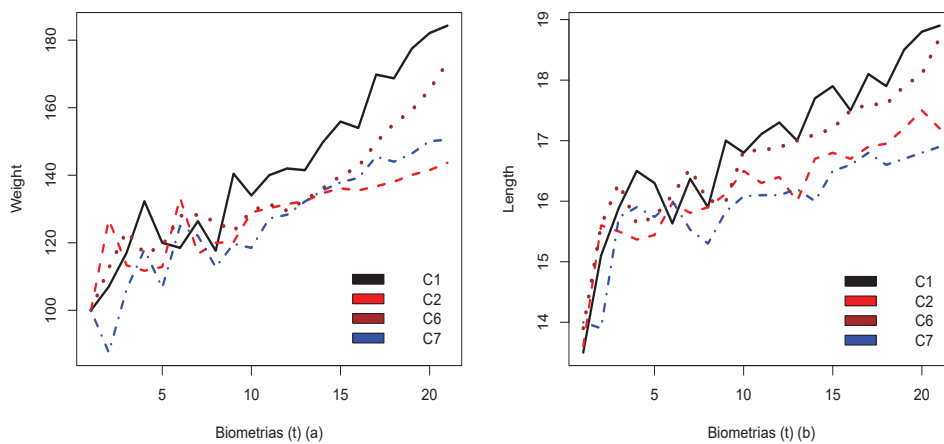 Weight
180
160
140
120
100
C1
C2
C6
C7
5
10
15
20
Biometrias (t) (a)
Length
19
18
17
16
15
14
C1
C2
C6
C7
5
10
15
20
Biometrias (t) (b)